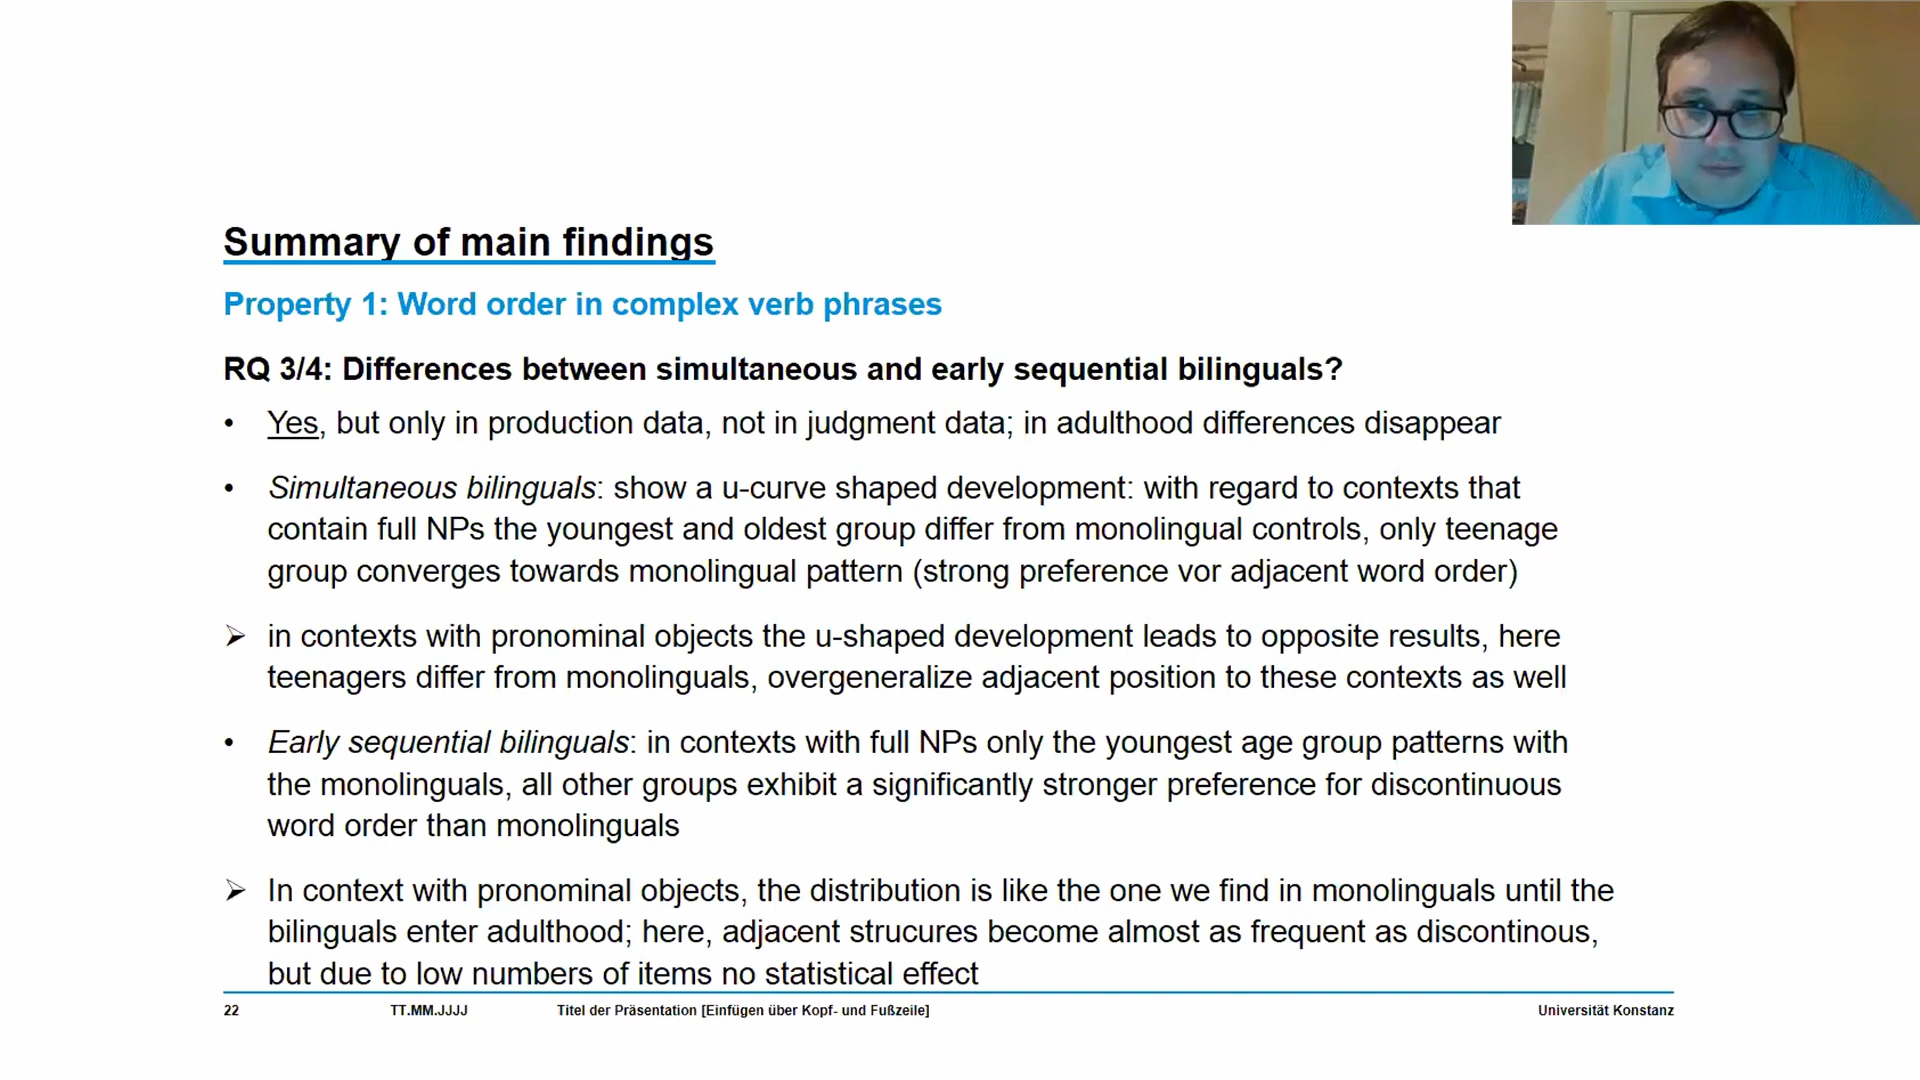 Summary of main findings
Property 1: Word order in complex verb phrases
RQ 3/4: Differences between simultaneous and early sequential bilinguals?
• Yes, but only in production data, not in judgment data; in adulthood differences disappear
• Simultaneous bilinguals: show a u-curve shaped development: with regard to contexts that
contain full NPs the youngest and oldest group differ from monolingual controls, only teenage
group converges towards monolingual pattern (strong preference vor adjacent word order)
➢ in contexts with pronominal objects the u-shaped development leads to opposite results, here
teenagers differ from monolinguals, overgeneralize adjacent position to these contexts as well
• Early sequential bilinguals: in contexts with full NPs only the youngest age group patterns with
the monolinguals, all other groups exhibit a significantly stronger preference for discontinuous
word order than monolinguals
➢ In context with pronominal objects, the distribution is like the one we find in monolinguals until the
bilinguals enter adulthood; here, adjacent strucures become almost as frequent as discontinous,
but due to low numbers of items no statistical effect
22 TT.MM.JJJJ Titel der Präsentation [Einfügen über Kopf- und Fußzeile] Universität Konstanz